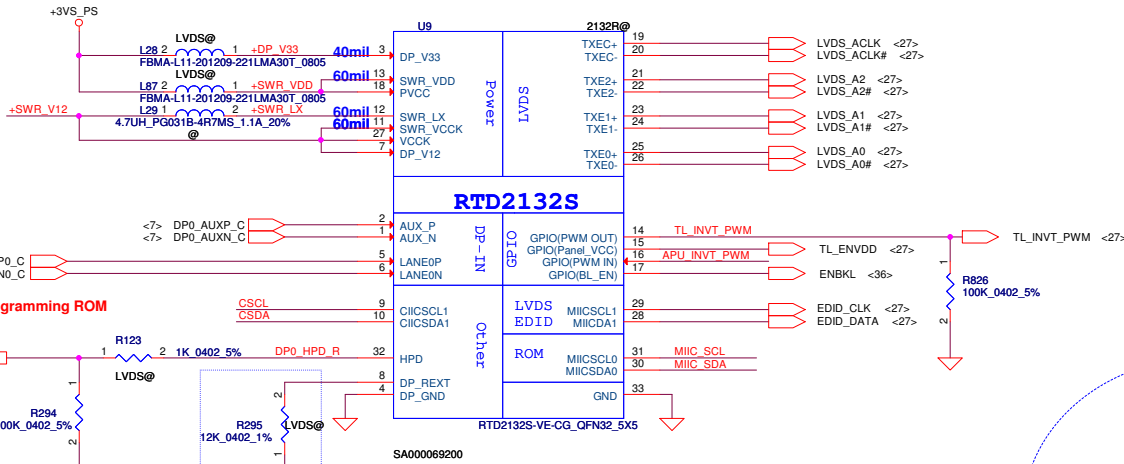 +3VS_PS
U9 2132R@
LVDS@
L28 2 1 +DP_V33 40mil 3 DP_V33
FBMA-L11-201209-221LMA30T_0805
LVDS@
L87 2 1 +SWR_VDD 60mil 13 SWR_VDD
18 PVCC
FBMA-L11-201209-221LMA30T_0805
+SWR_V12 L29 1 2 +SWR_LX 60mil 12 SWR_LX
4.7UH_PG031B-4R7MS_1.1A_20% 60mil 11 SWR_VCCK
@ 27 VCCK
7 DP_V12
Power
LVDS
TXEC+ 19 LVDS_ACLK <27>
TXEC- 20 LVDS_ACLK# <27>
TXE2+ 21 LVDS_A2 <27>
TXE2- 22 LVDS_A2# <27>
TXE1+ 23 LVDS_A1 <27>
TXE1- 24 LVDS_A1# <27>
TXE0+ 25 LVDS_A0 <27>
TXE0- 26 LVDS_A0# <27>
RTD2132S
<7> DP0_AUXP_C 2 AUX_P
<7> DP0_AUXN_C 1 AUX_N
P0_C 5 LANE0P
N0_C 6 LANE0N
DP-IN
GPIO
GPIO(PWM OUT) 14 TL_INVT_PWM TL_INVT_PWM <27>
GPIO(Panel_VCC) 15 TL_ENVDD <27>
GPIO(PWM IN) 16 APU_INVT_PWM
GPIO(BL_EN) 17 ENBKL <36>
1
R826
100K_0402_5%
2
gramming ROM
CSCL 9 CIICSCL1
CSDA 10 CIICSDA1
Other
LVDS
EDID
MIICSCL1 29 EDID_CLK <27>
MIICDA1 28 EDID_DATA <27>
R123
1 2 1K_0402_5% DP0_HPD_R 32 HPD
LVDS@
ROM
MIICSCL0 31 MIIC_SCL
MIICSDA0 30 MIIC_SDA
8 DP_REXT
4 DP_GND
GND 33
1
R294
00K_0402_5%
2
2
R295 LVDS@
12K_0402_1%
1
RTD2132S-VE-CG_QFN32_5X5
SA000069200